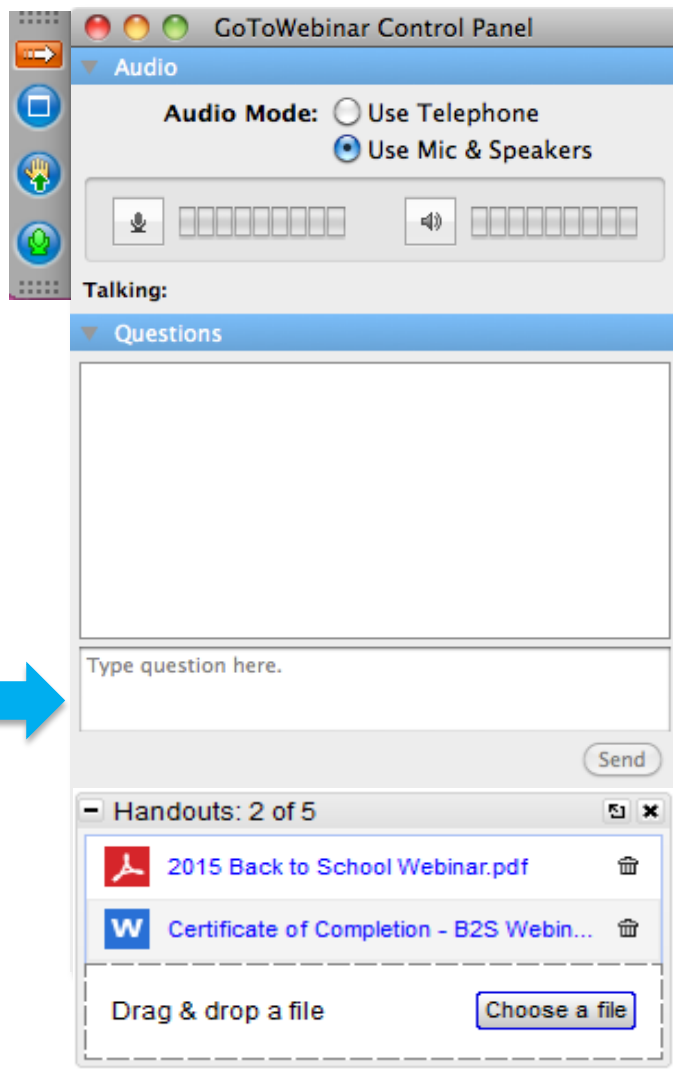 GoToWebinar Control Panel
Audio
Audio Mode: Use Telephone
Use Mic & Speakers
Talking:
Questions
Type question here.
Send
Handouts: 2 of 5
2015 Back to School Webinar.pdf
W Certificate of Completion - B2S Webin...
Drag & drop a file Choose a file